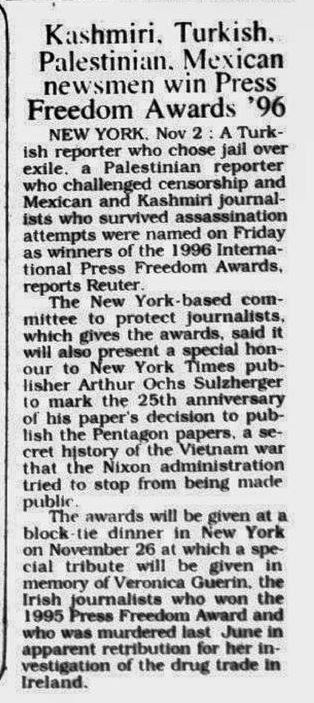 Kashmiri, Turkish,
Palestinian, Mexican
newsmen win Press
Freedom Awards '96
NEW YORK, Nov 2 : A Turk-
ish reporter who chose jail over
exile, a Palestinian reporter
who challenged censorship and
Mexican and Kashmiri journal-
ists who survived assassination
attempts were named on Friday
as winners of the 1996 Interna-
tional Press Freedom Awards,
reports Reuter.
The New York-based com-
mittee to protect journalists,
which gives the awards, said it
will also present a special hon-
our to New York Times pub-
lisher Arthur Ochs Sulzherger
to mark the 25th anniversary
of his paper's decision to pub-
lish the Pentagon papers, a se-
cret history of the Vietnam war
that the Nixon administration
tried to stop from being made
public.
The awards will be given at a
block-tie dinner in New York
on November 26 at which a spe-
cial tribute will be given in
memory of Veronica Guerin, the
Irish journalists who won the
1995 Press Freedom Award and
who was murdered last June in
apparent retribution for her in-
vestigation of the drug trade in
Ireland.